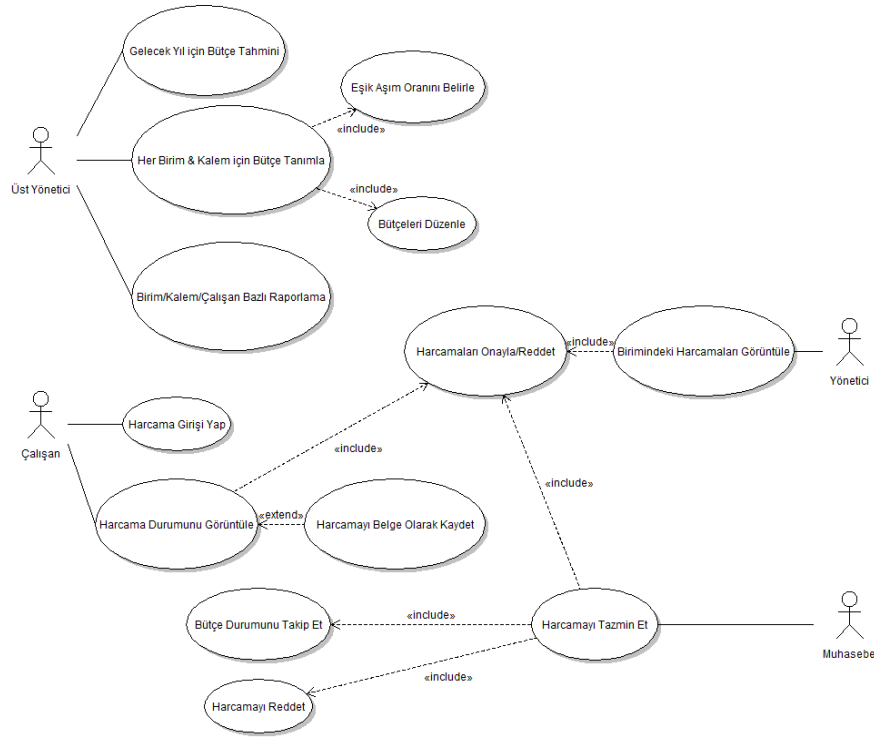 Gelecek Yıl için Bütçe Tahmini
Eşik Aşım Oranını Belirle
«include»
Üst Yönetici
Her Birim & Kalem için Bütçe Tanımla
«include»
Bütçeleri Düzenle
Birim/Kalem/Çalışan Bazlı Raporlama
Harcamaları Onayla/Reddet
«include»
Birimindeki Harcamaları Görüntüle
Yönetici
Çalışan
Harcama Girişi Yap
«include»
«include»
Harcama Durumunu Görüntüle
«extend»
Harcamayı Belge Olarak Kaydet
Bütçe Durumunu Takip Et
«include»
Harcamayı Tazmin Et
Muhasebe
«include»
Harcamayı Reddet